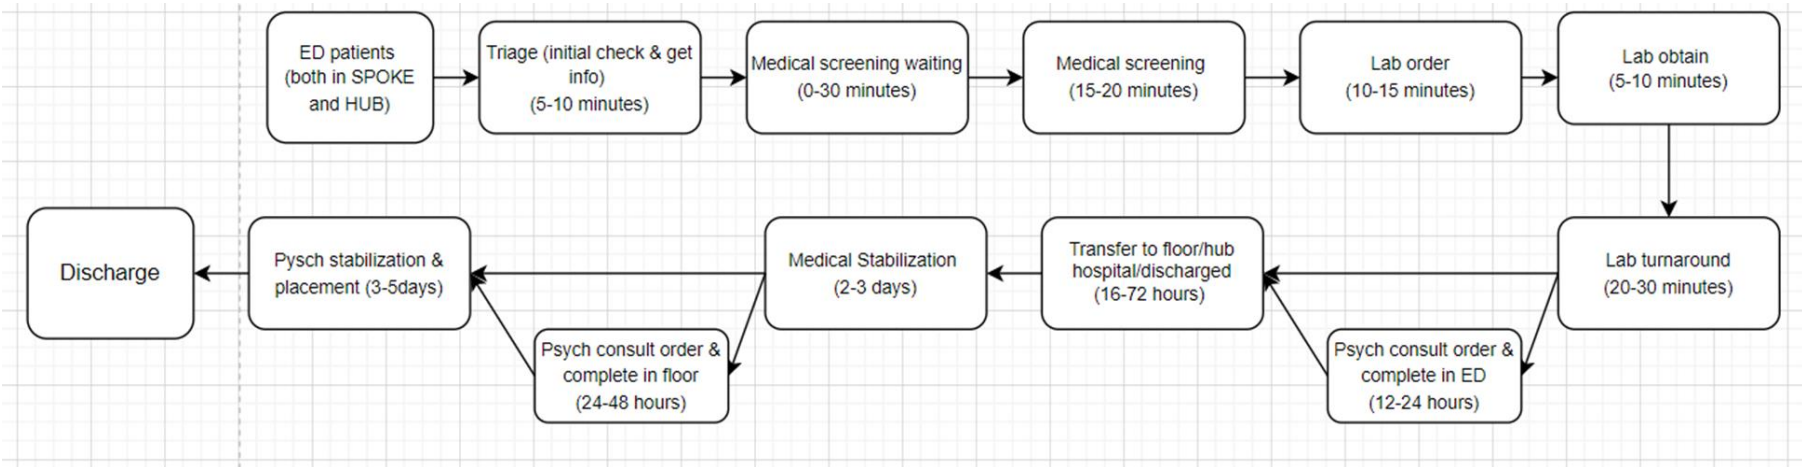 ED patients
(both in SPOKE
and HUB)
Triage (initial check & get
info)
(5-10 minutes)
Medical screening waiting
(0-30 minutes)
Medical screening
(15-20 minutes)
Lab order
(10-15 minutes)
Lab obtain
(5-10 minutes)
Lab turnaround
(20-30 minutes)
Psych consult order &
complete in ED
(12-24 hours)
Transfer to floor/hub
hospital/discharged
(16-72 hours)
Medical Stabilization
(2-3 days)
Psych consult order &
complete in floor
(24-48 hours)
Pysch stabilization &
placement (3-5days)
Discharge